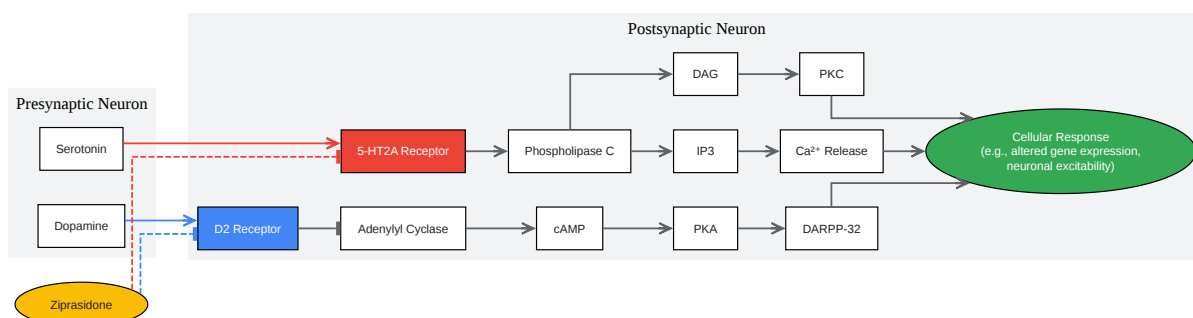 Postsynaptic Neuron
DAG
PKC
Presynaptic Neuron
Serotonin
5-HT2A Receptor
Phospholipase C
IP3
Ca²⁺ Release
Cellular Response
(e.g., altered gene expression,
neuronal excitability)
Dopamine
D2 Receptor
Adenylyl Cyclase
cAMP
PKA
DARPP-32
Ziprasidone